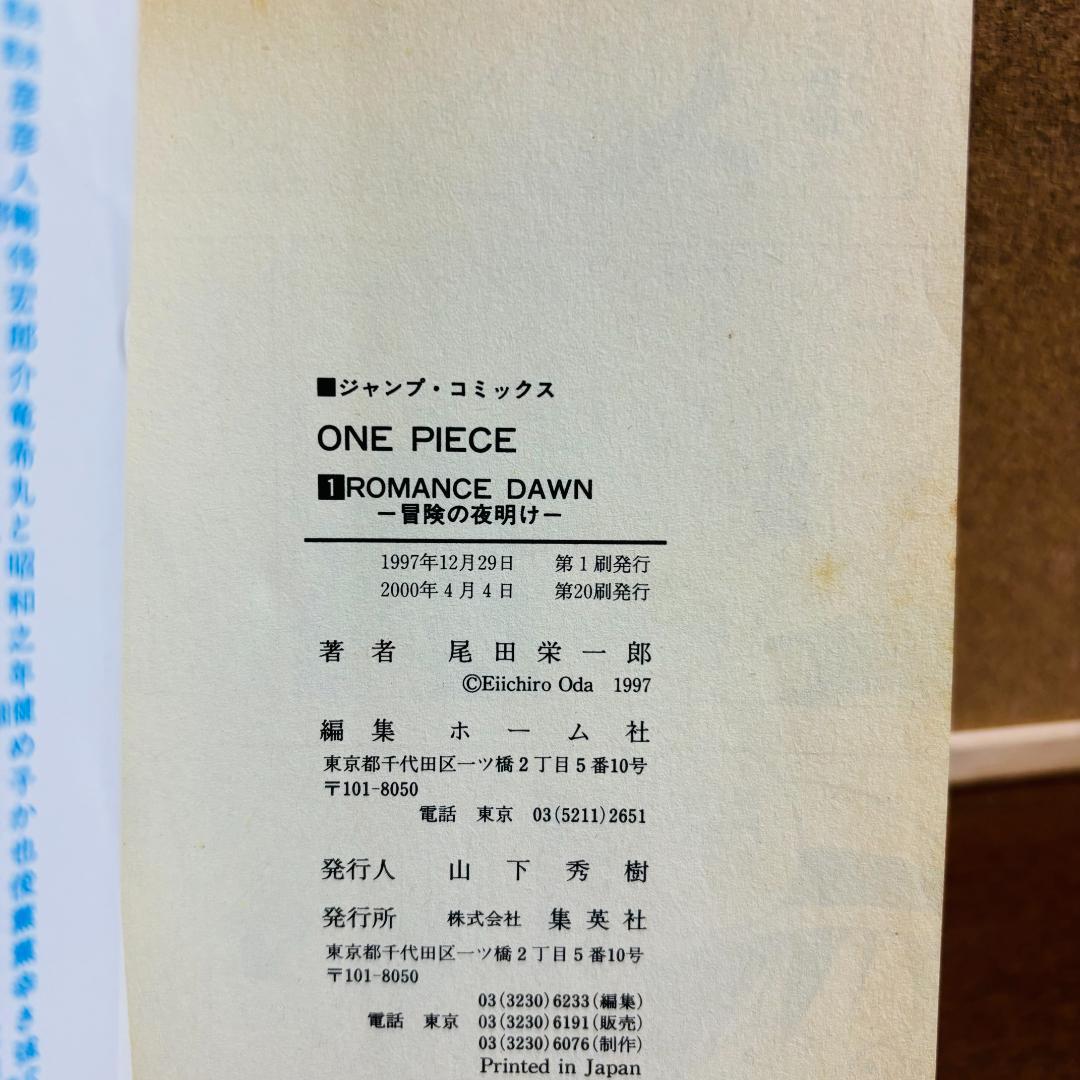 ■ジャンプ・コミックス
ONE PIECE
1 ROMANCE DAWN
ー冒険の夜明けー
1997年12月29日 第1刷発行
2000年4月4日 第20刷発行
著者 尾田栄一郎
©Eiichiro Oda 1997
編集 ホーム社
東京都千代田区一ツ橋2丁目5番10号
〒101-8050
電話 東京 03(5211)2651
発行人 山下秀樹
発行所 株式会社 集英社
東京都千代田区一ツ橋2丁目5番10号
〒101-8050
03(3230)6233(編集)
電話 東京 03(3230)6191(販売)
03(3230)6076(制作)
Printed in Japan